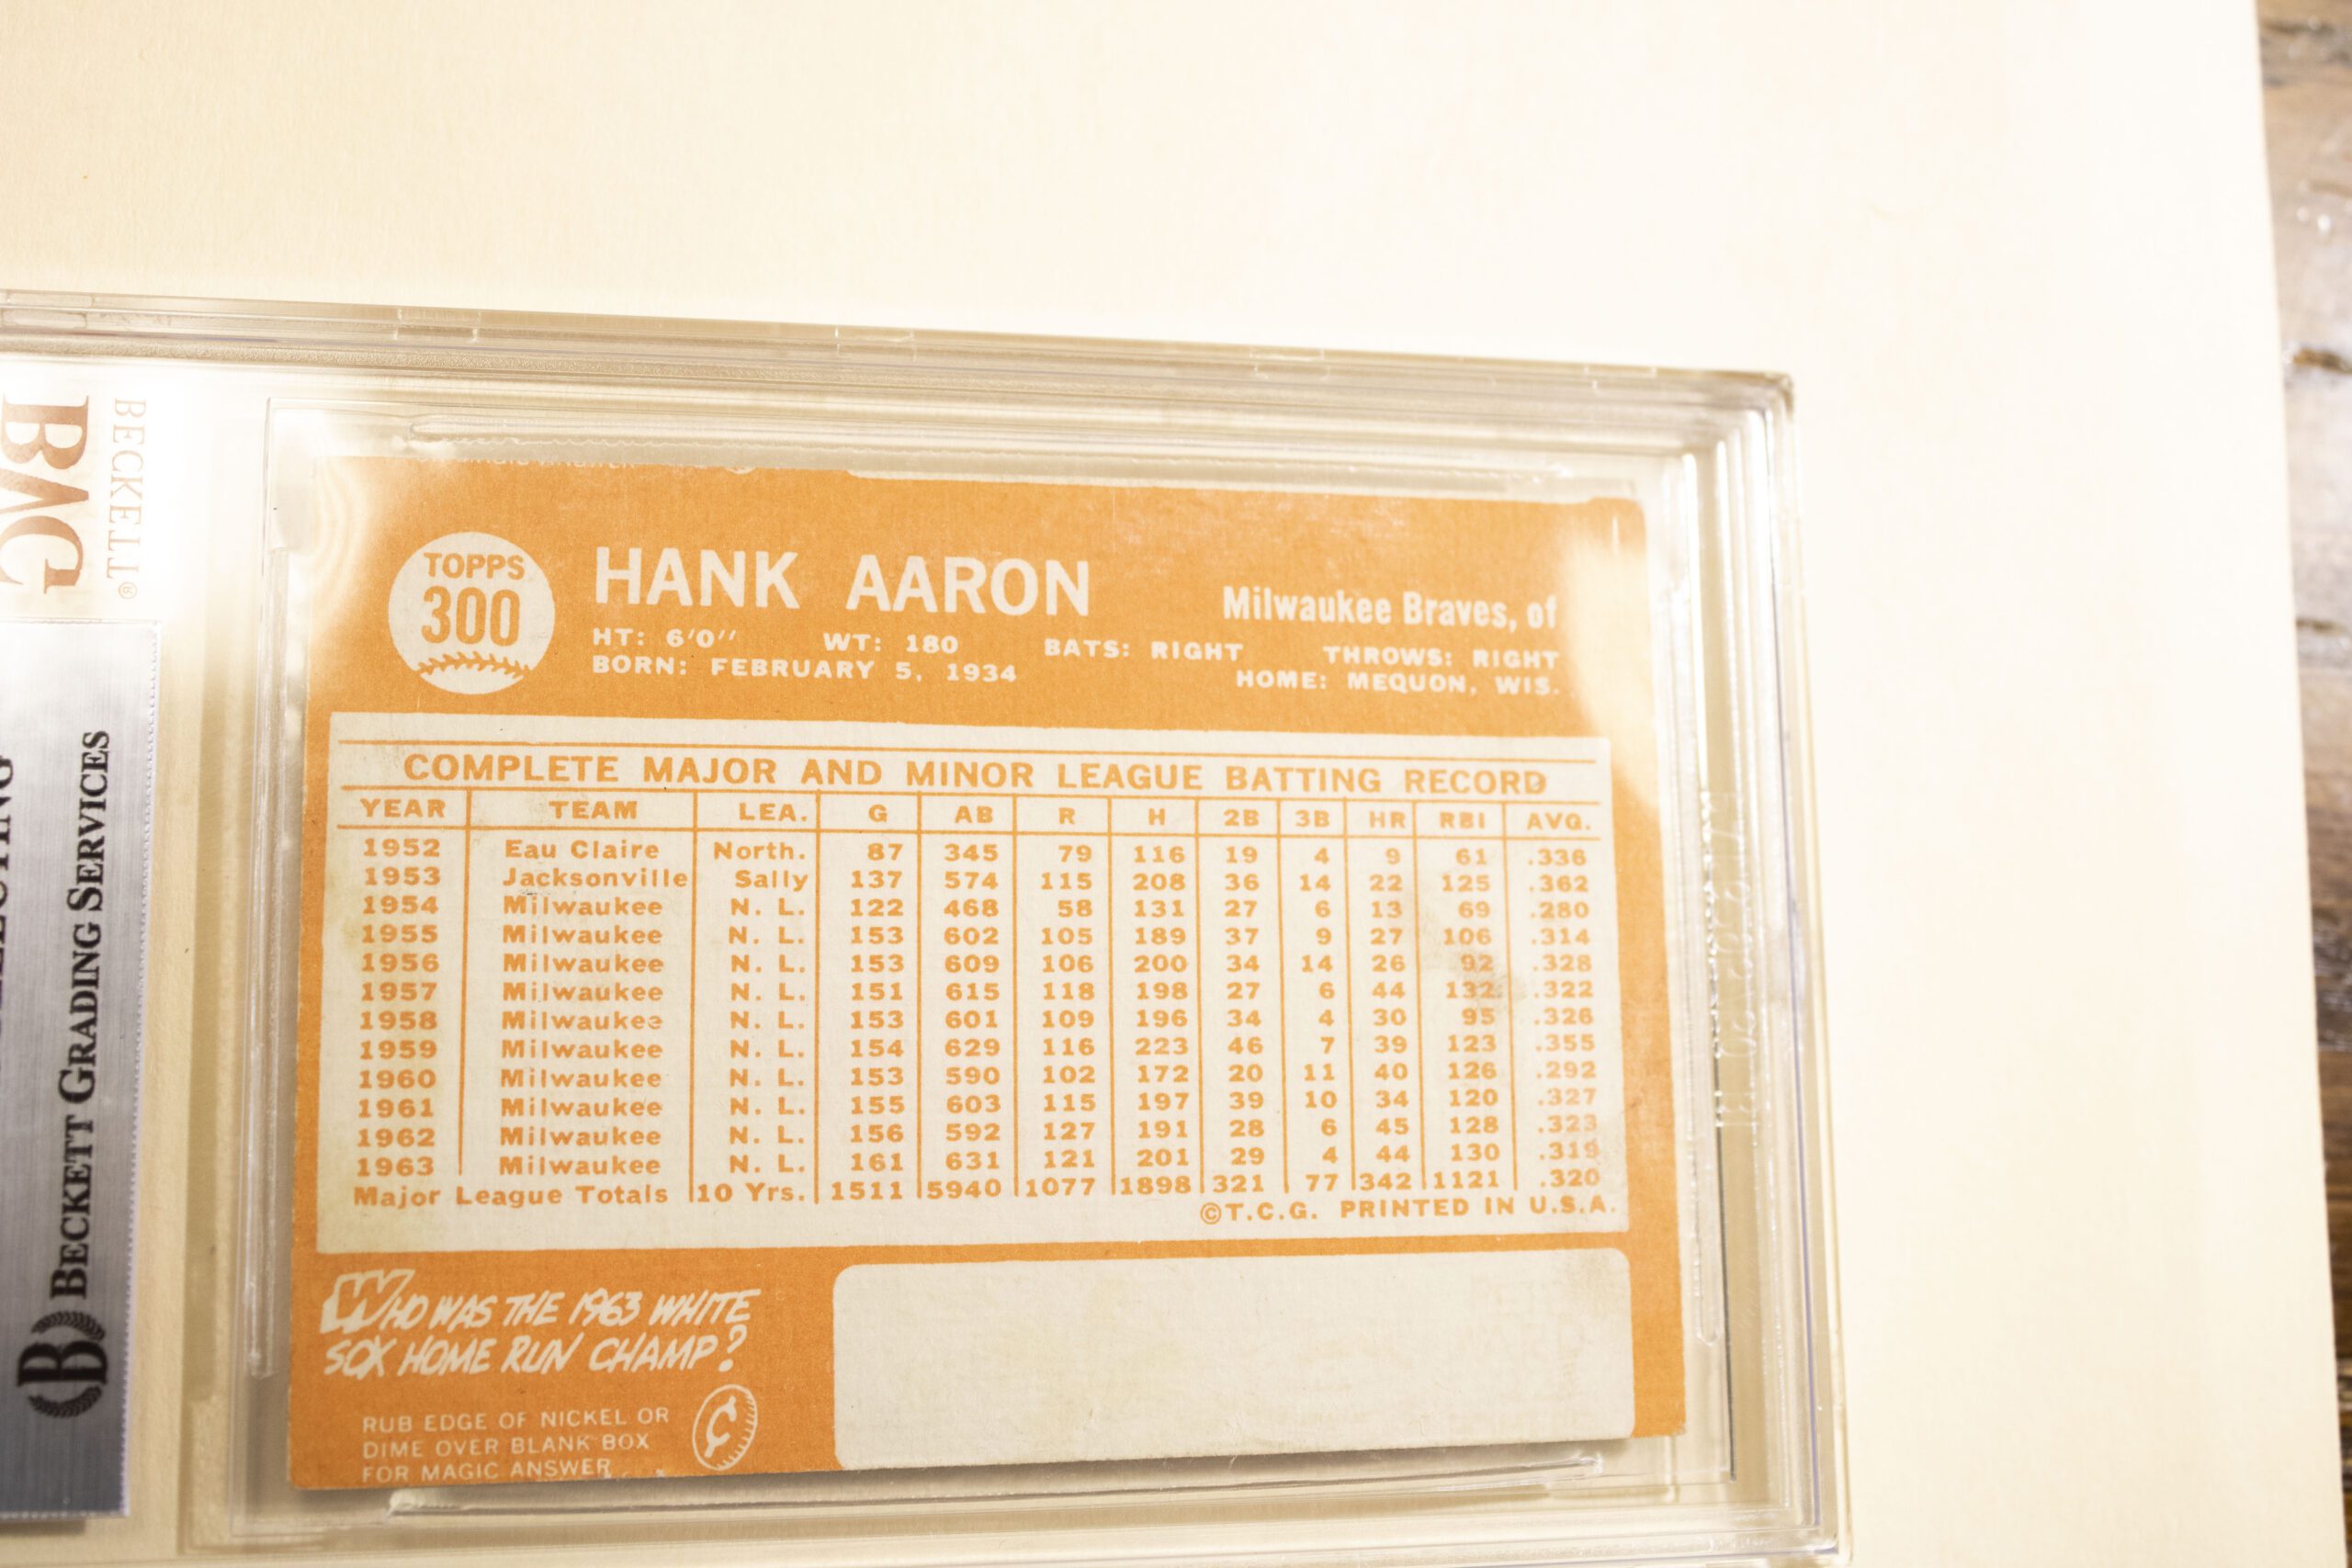 BECKETT®
BVG
BECKETT GRADING SERVICES
TOPPS
300
HANK AARON
Milwaukee Braves, of
HT: 6'0'' WT: 180 BATS: RIGHT THROWS: RIGHT
BORN: FEBRUARY 5, 1934 HOME: MEQUON, WIS.
COMPLETE MAJOR AND MINOR LEAGUE BATTING RECORD
YEAR TEAM LEA. G AB R H 2B 3B HR RBI AVG.
1952 Eau Claire North. 87 345 79 116 19 4 9 61 .336
1953 Jacksonville Sally 137 574 115 208 36 14 22 125 .362
1954 Milwaukee N. L. 122 468 58 131 27 6 13 69 .280
1955 Milwaukee N. L. 153 602 105 189 37 9 27 106 .314
1956 Milwaukee N. L. 153 609 106 200 34 14 26 92 .328
1957 Milwaukee N. L. 151 615 118 198 27 6 44 132 .322
1958 Milwaukee N. L. 153 601 109 196 34 4 30 95 .326
1959 Milwaukee N. L. 154 629 116 223 46 7 39 123 .355
1960 Milwaukee N. L. 153 590 102 172 20 11 40 126 .292
1961 Milwaukee N. L. 155 603 115 197 39 10 34 120 .327
1962 Milwaukee N. L. 156 592 127 191 28 6 45 128 .323
1963 Milwaukee N. L. 161 631 121 201 29 4 44 130 .319
Major League Totals 10 Yrs. 1511 5940 1077 1898 321 77 342 1121 .320
©T.C.G. PRINTED IN U.S.A.
WHO WAS THE 1963 WHITE
SOX HOME RUN CHAMP?
RUB EDGE OF NICKEL OR
DIME OVER BLANK BOX
FOR MAGIC ANSWER
¢